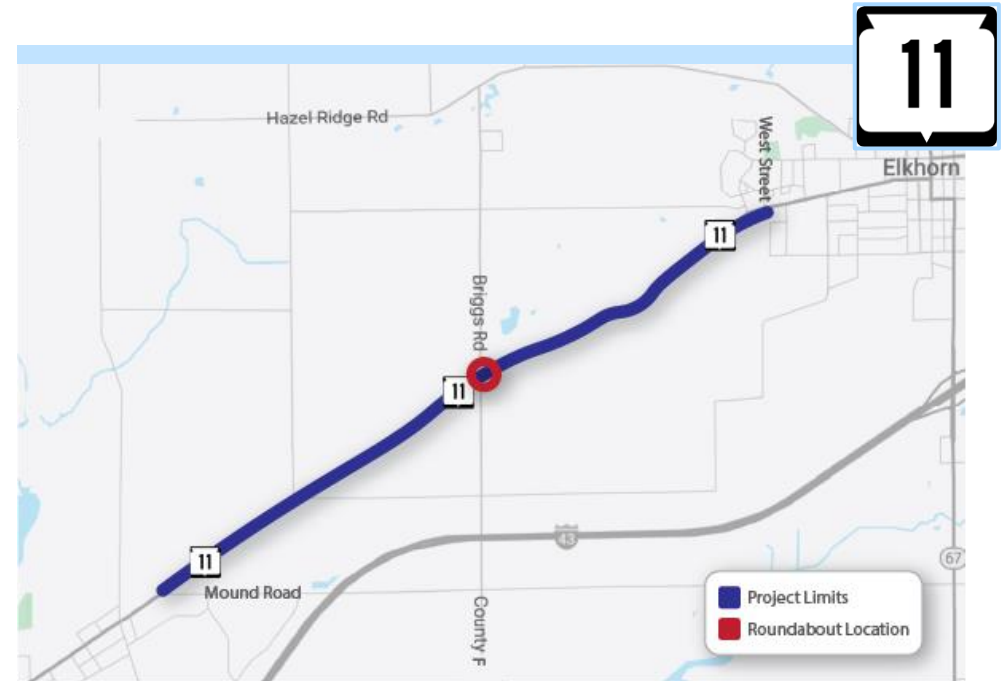 11
Hazel Ridge Rd
West Street
Elkhorn
11
Briggs Rd
11
43
11
Mound Road
67
County F
Project Limits
Roundabout Location